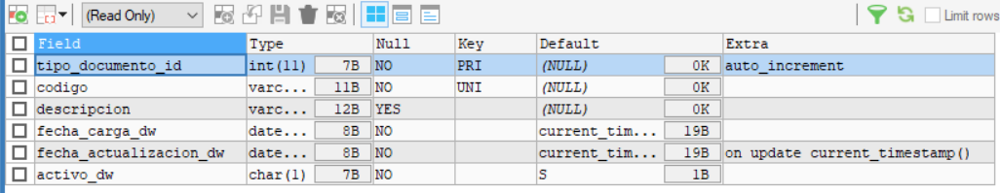 (Read Only) Limit rows
Field Type Null Key Default Extra
tipo_documento_id int(11) 7B NO PRI (NULL) 0K auto_increment
codigo varc... 11B NO UNI (NULL) 0K
descripcion varc... 12B YES (NULL) 0K
fecha_carga_dw date... 8B NO current_tim... 19B
fecha_actualizacion_dw date... 8B NO current_tim... 19B on update current_timestamp()
activo_dw char(1) 7B NO S 1B